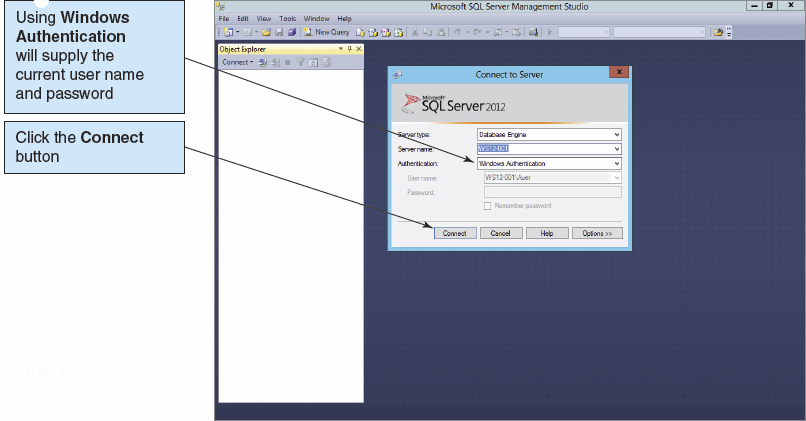 Using Windows
Authentication
will supply the
current user name
and password
Click the Connect
button
Microsoft SQL Server Management Studio
File Edit View Tools Window Help
New Query
Object Explorer
Connect
Connect to Server
Microsoft
SQL Server 2012
Server type: Database Engine
Server name: WS12-001
Authentication: Windows Authentication
User name: WS12-001\Auer
Password:
Remember password
Connect Cancel Help Options >>